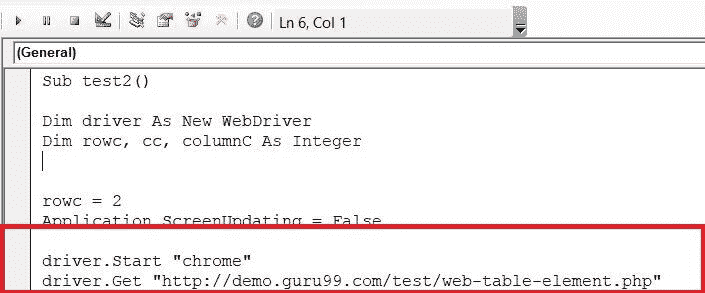 Ln 6, Col 1
(General)
Sub test2()
Dim driver As New WebDriver
Dim rowc, cc, columnC As Integer
rowc = 2
Application.ScreenUpdating = False
driver.Start "chrome"
driver.Get "http://demo.guru99.com/test/web-table-element.php"